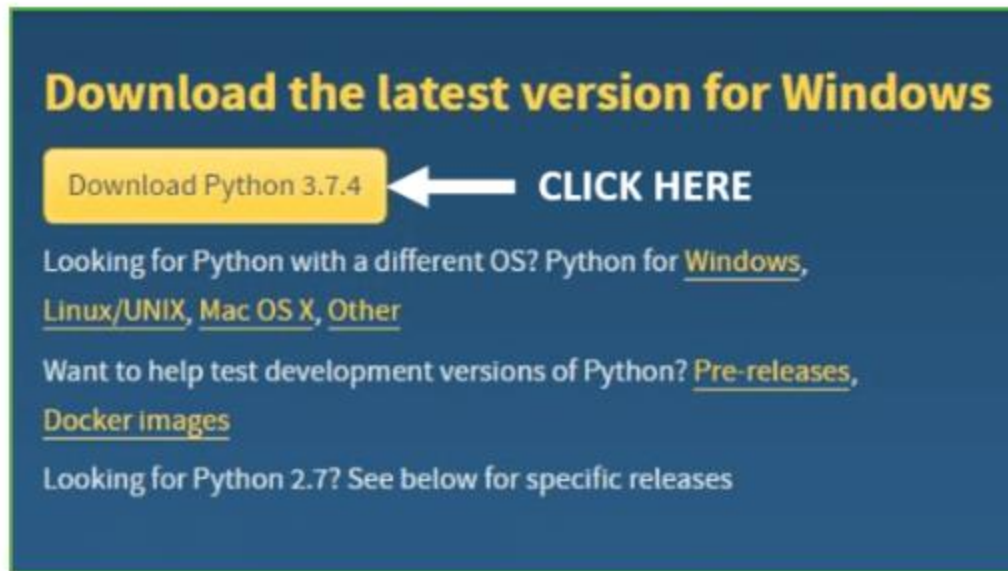 Download the latest version for Windows
Download Python 3.7.4 CLICK HERE
Looking for Python with a different OS? Python for Windows,
Linux/UNIX, Mac OS X, Other
Want to help test development versions of Python? Pre-releases,
Docker images
Looking for Python 2.7? See below for specific releases